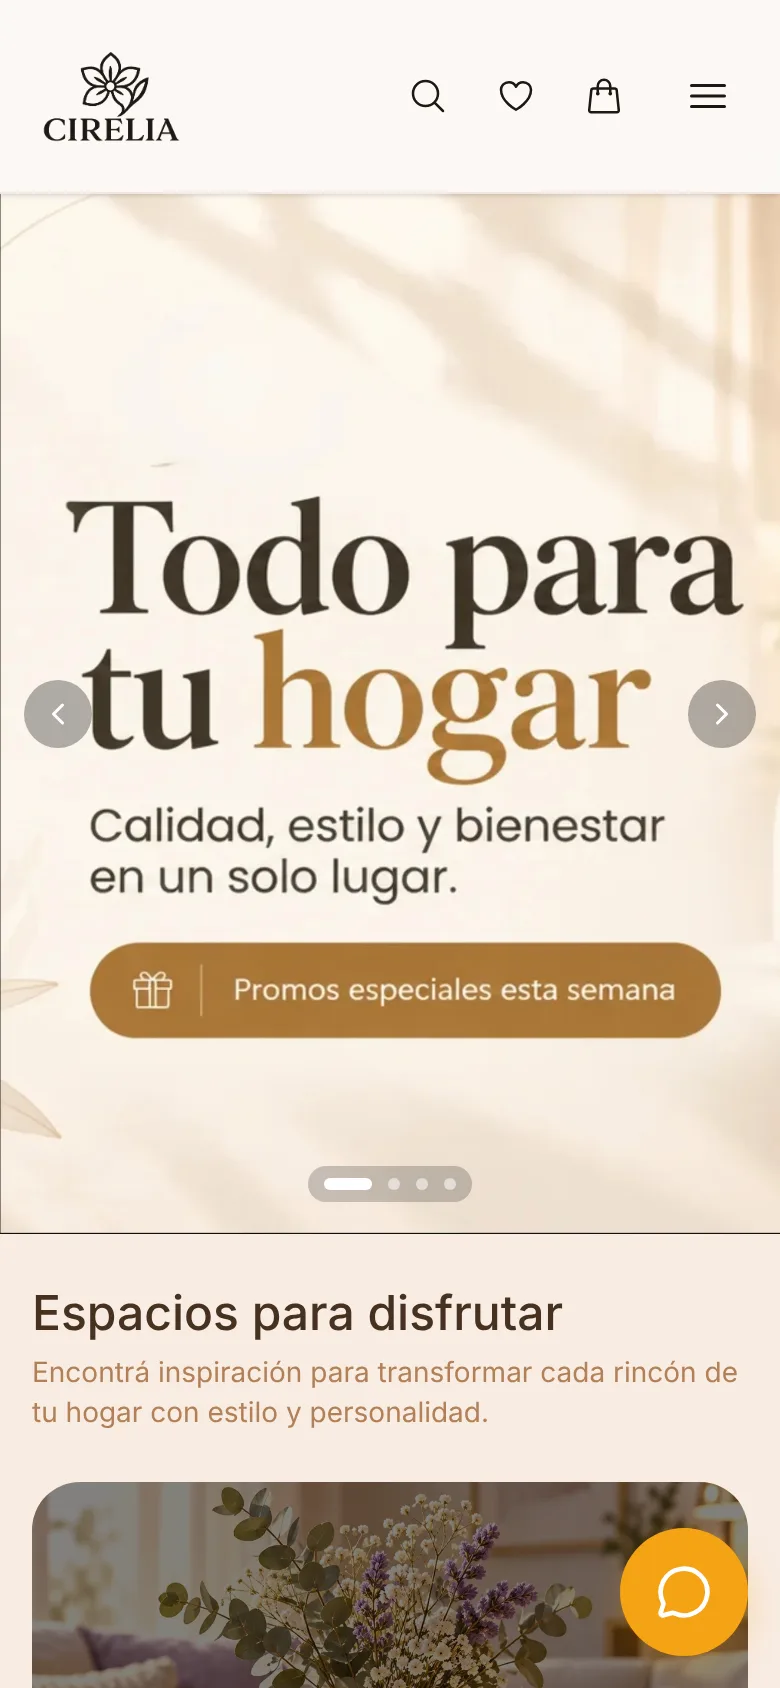 CIRELIA
Todo para
tu hogar
Calidad, estilo y bienestar
en un solo lugar.
Promos especiales esta semana
Espacios para disfrutar
Encontrá inspiración para transformar cada rincón de
tu hogar con estilo y personalidad.